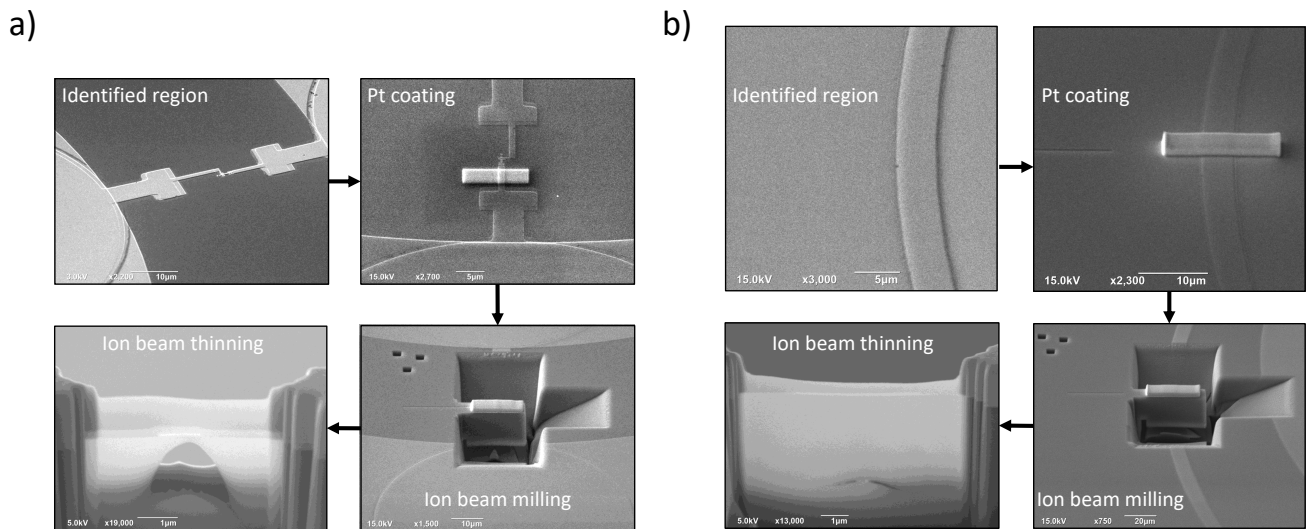 a)
Identified region
3.0kV x2,200 10µm
Pt coating
15.0kV x2,700 5µm
Ion beam thinning
5.0kV x19,000 1µm
Ion beam milling
15.0kV x1,500 10µm
b)
Identified region
15.0kV x3,000 5µm
Pt coating
15.0kV x2,300 10µm
Ion beam thinning
5.0kV x13,000 1µm
Ion beam milling
15.0kV x750 20µm